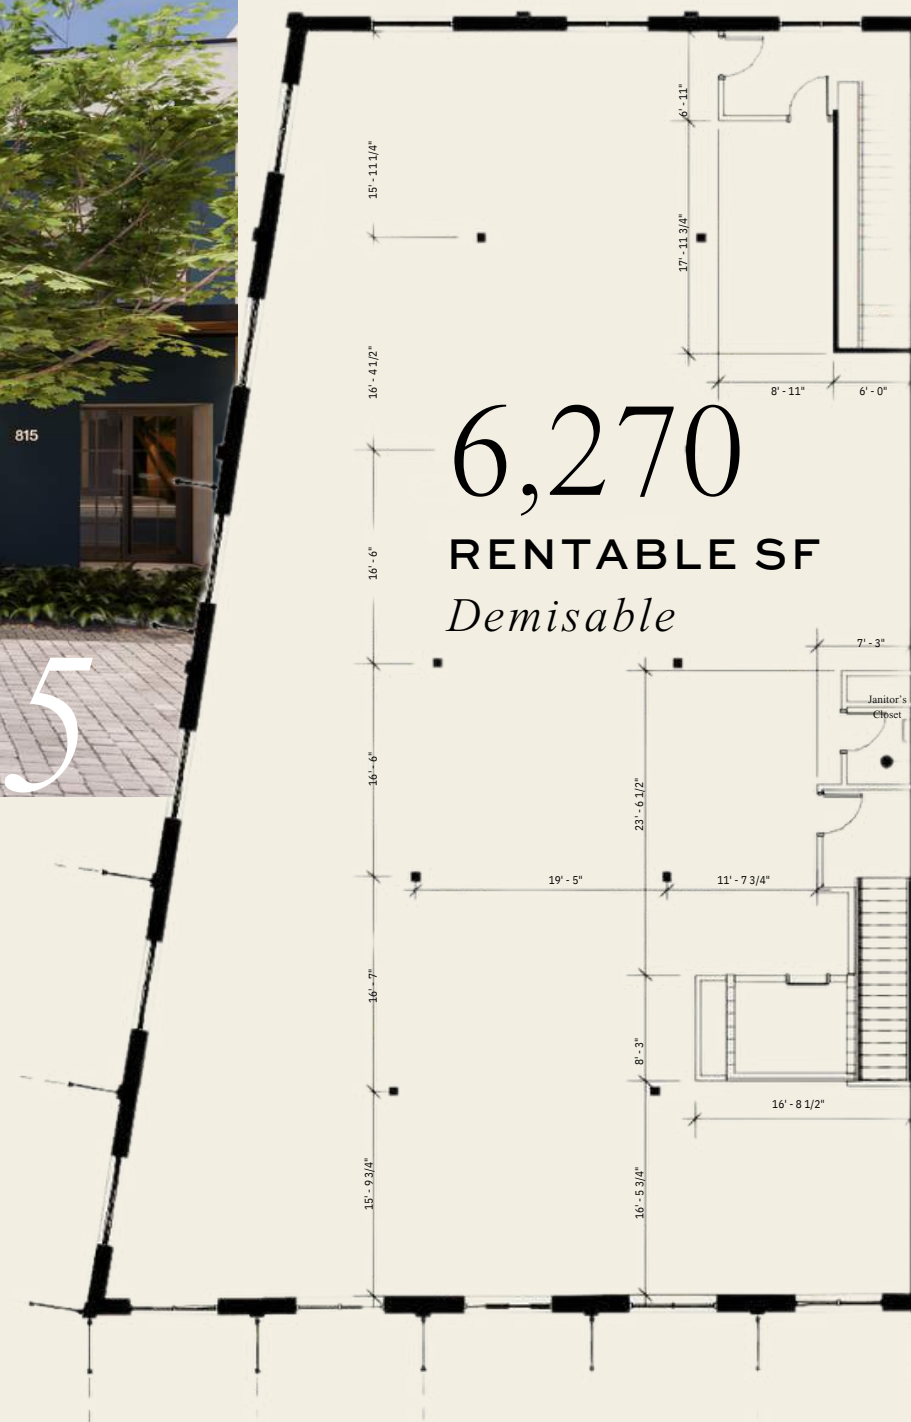 6' - 11"
15' - 11 1/4"
17' - 11 3/4"
16' - 4 1/2"
8' - 11"
6' - 0"
815
6,270
RENTABLE SF
Demisable
16' - 6"
7' - 3"
5
Janitor's
Closet
16' - 6"
23' - 6 1/2"
19' - 5"
11' - 7 3/4"
16' - 7"
8' - 3"
16' - 8 1/2"
15' - 9 3/4"
16' - 5 3/4"